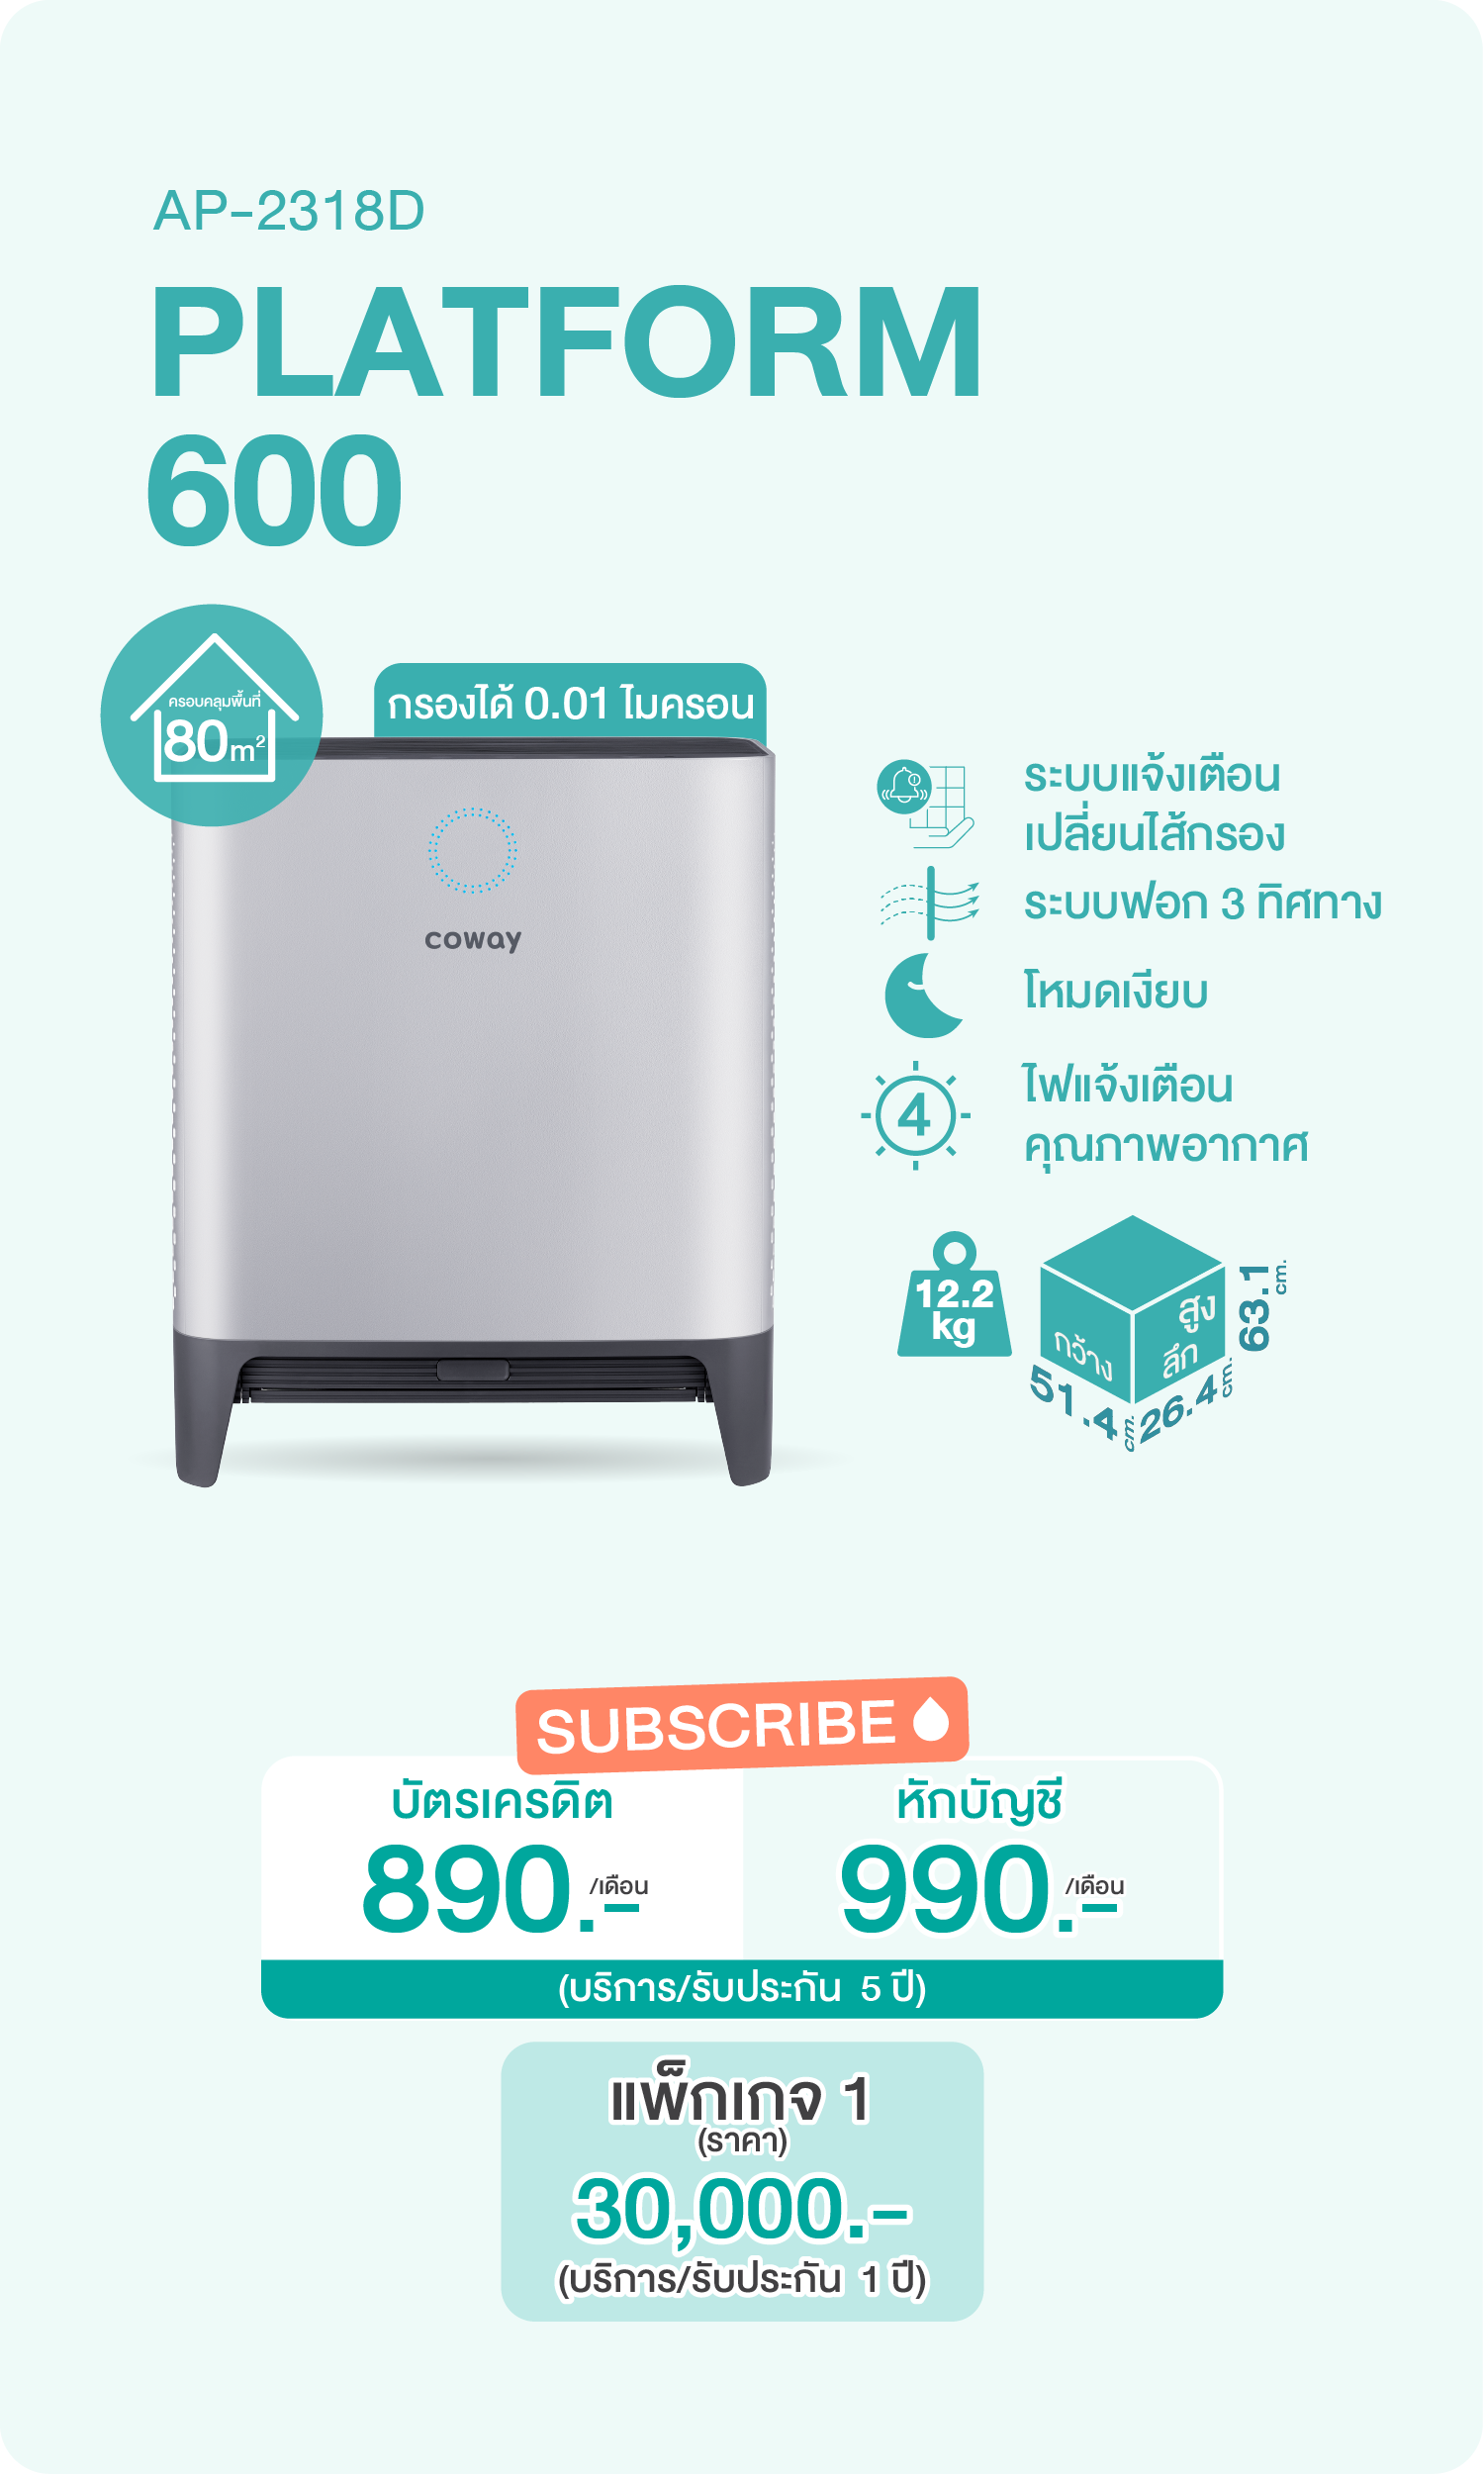 AP-2318D
PLATFORM
600
ครอบคลุมพื้นที่
80m²
กรองได้ 0.01 ไมครอน
coway
ระบบแจ้งเตือน
เปลี่ยนไส้กรอง
ระบบฟอก 3 ทิศทาง
โหมดเงียบ
4
ไฟแจ้งเตือน
คุณภาพอากาศ
12.2
kg
กว้าง
51.4 cm.
ลึก
26.4 cm.
สูง
63.1 cm.
SUBSCRIBE
บัตรเครดิต
890.- /เดือน
หักบัญชี
990.- /เดือน
(บริการ/รับประกัน 5 ปี)
แพ็กเกจ 1
(ราคา)
30,000.-
(บริการ/รับประกัน 1 ปี)